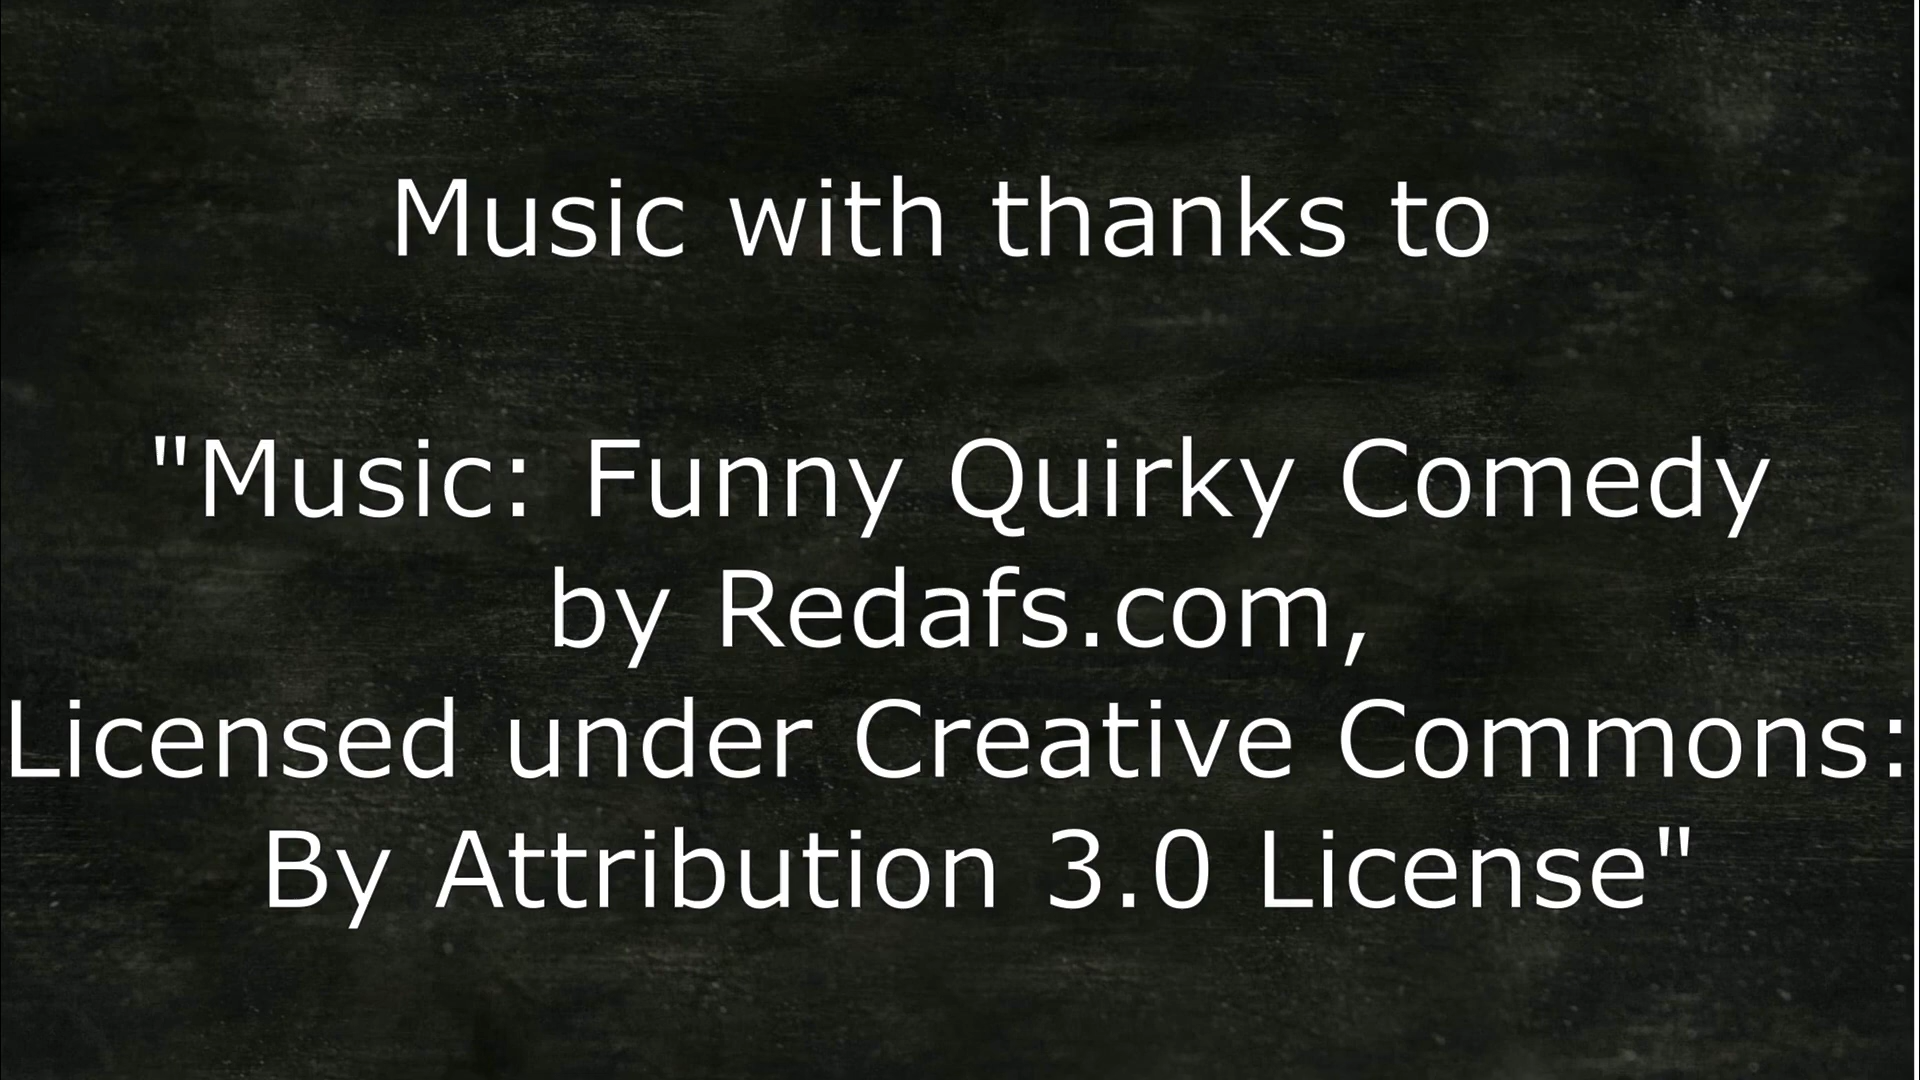 Music with thanks to
"Music: Funny Quirky Comedy
by Redafs.com,
Licensed under Creative Commons:
By Attribution 3.0 License"